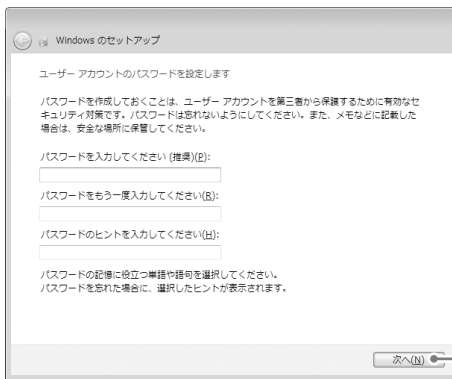 Windows のセットアップ
ユーザー アカウントのパスワードを設定します
パスワードを作成しておくことは、ユーザー アカウントを第三者から保護するために有効なセ
キュリティ対策です。パスワードは忘れないようにしてください。また、メモなどに記載した
場合は、安全な場所に保管してください。
パスワードを入力してください (推奨)(P):
パスワードをもう一度入力してください(R):
パスワードのヒントを入力してください(H):
パスワードの記憶に役立つ単語や語句を選択してください。
パスワードを忘れた場合に、選択したヒントが表示されます。
次へ(N)